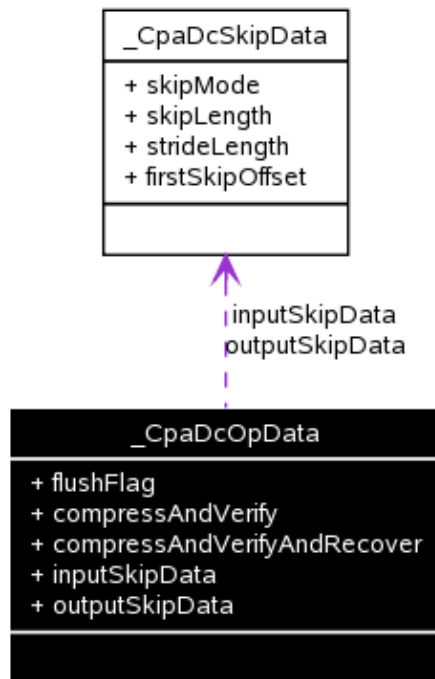 _CpaDcSkipData
+ skipMode
+ skipLength
+ strideLength
+ firstSkipOffset
inputSkipData
outputSkipData
_CpaDcOpData
+ flushFlag
+ compressAndVerify
+ compressAndVerifyAndRecover
+ inputSkipData
+ outputSkipData